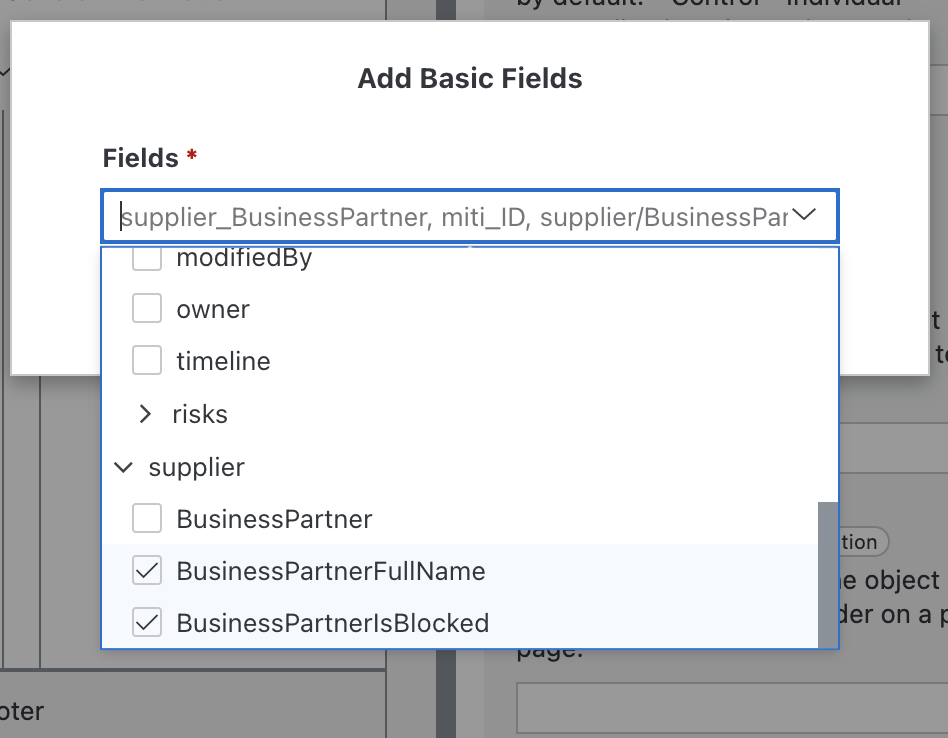 by default. "Control" "Individual"
Add Basic Fields
Fields *
supplier_BusinessPartner, miti_ID, supplier/BusinessPar
modifiedBy
owner
timeline
risks
supplier
BusinessPartner
BusinessPartnerFullName
BusinessPartnerIsBlocked
t
to
tion
e object
der on a p
page.
oter